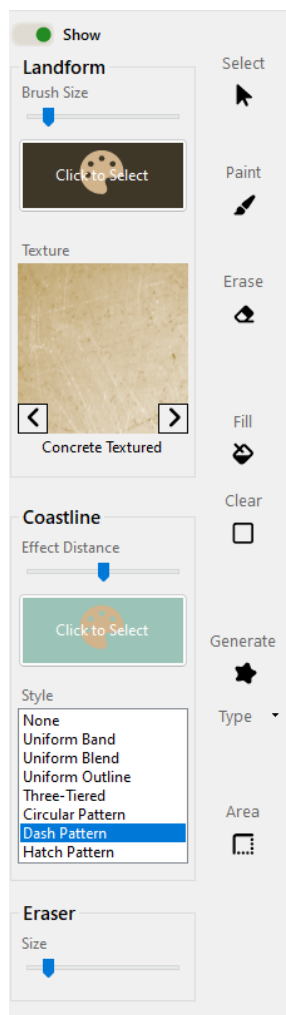 Show
Landform
Brush Size
Click to Select
Texture
Concrete Textured
Coastline
Effect Distance
Click to Select
Style
None
Uniform Band
Uniform Blend
Uniform Outline
Three-Tiered
Circular Pattern
Dash Pattern
Hatch Pattern
Eraser
Size
Select
Paint
Erase
Fill
Clear
Generate
Type
Area